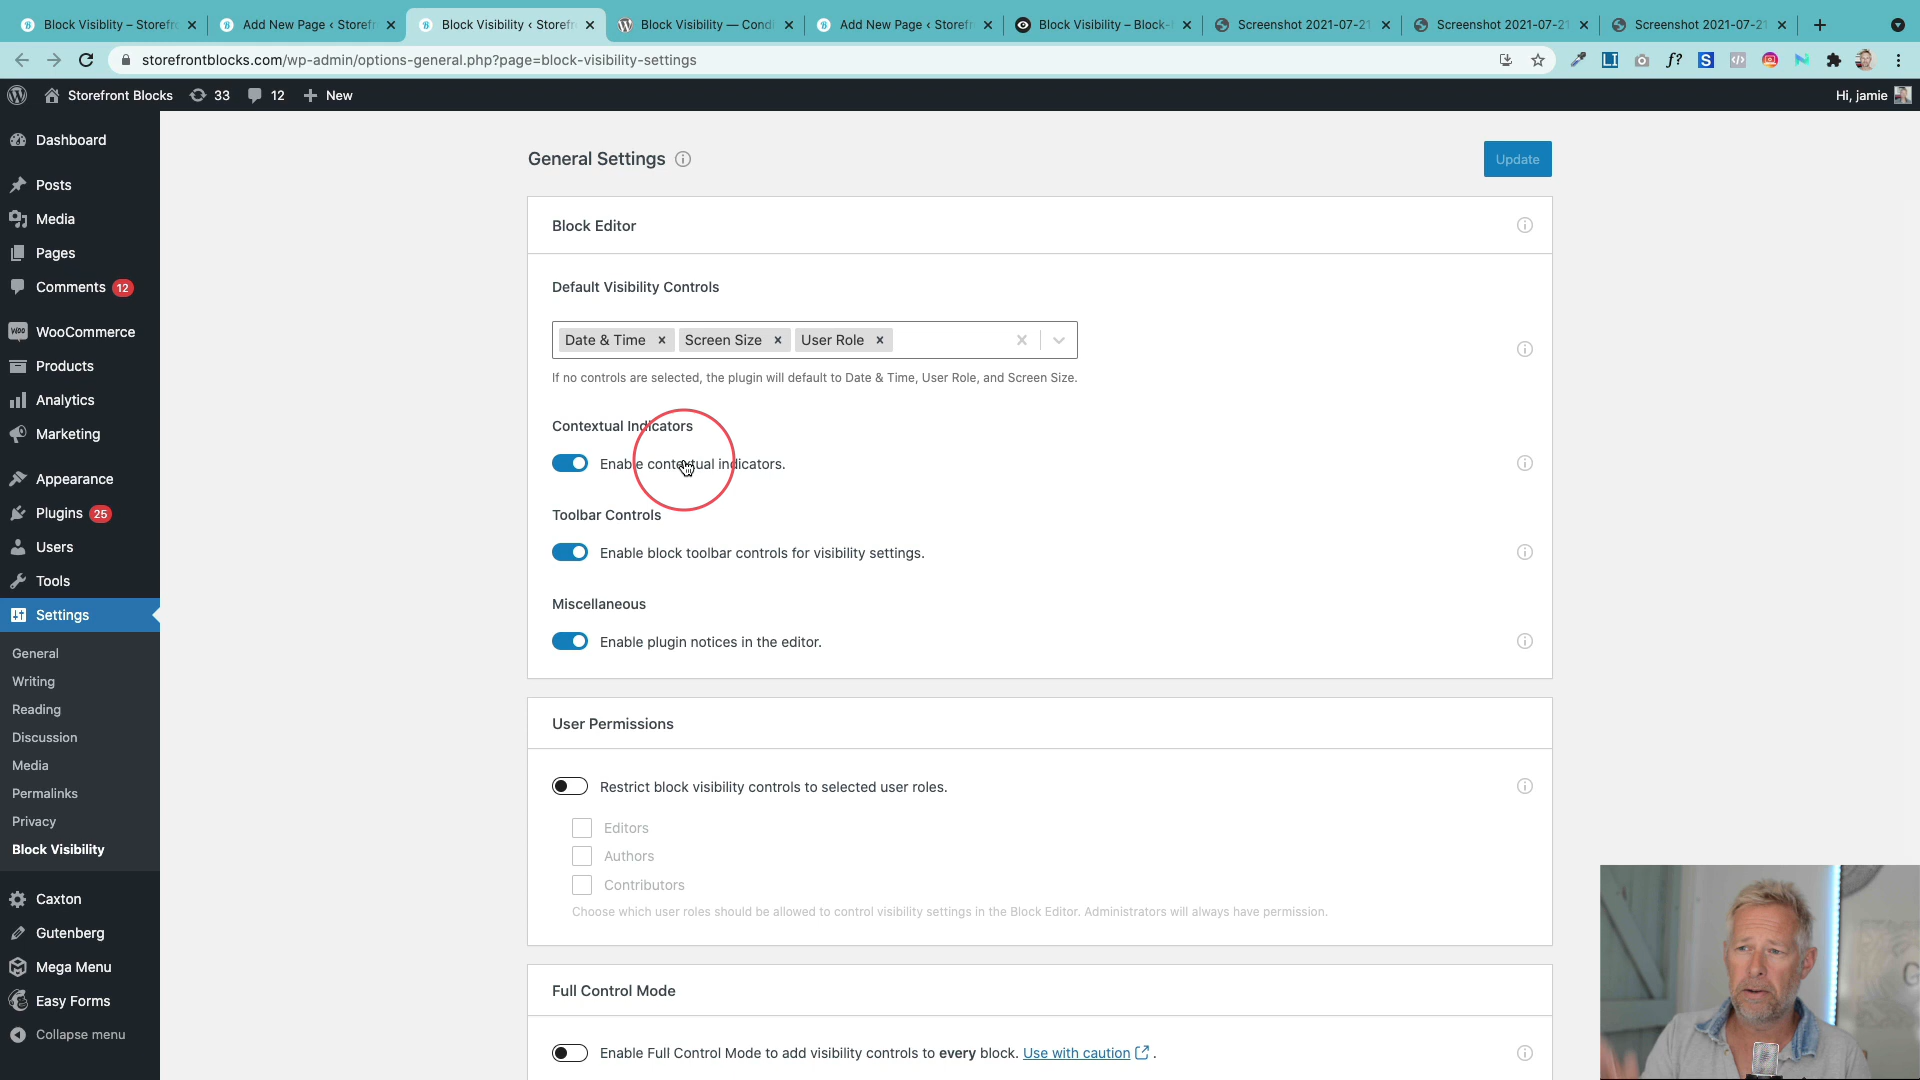 Block Visiblity – Storefr
Add New Page ‹ Storefr
Block Visibility ‹ Storefr
Block Visibility — Condi
Add New Page ‹ Storefr
Block Visibility – Block-
Screenshot 2021-07-21
Screenshot 2021-07-21
Screenshot 2021-07-21
storefrontblocks.com/wp-admin/options-general.php?page=block-visibility-settings
Storefront Blocks
33
12
New
Hi, jamie
Dashboard
Posts
Media
Pages
Comments 12
WooCommerce
Products
Analytics
Marketing
Appearance
Plugins 25
Users
Tools
Settings
General
Writing
Reading
Discussion
Media
Permalinks
Privacy
Block Visibility
Caxton
Gutenberg
Mega Menu
Easy Forms
Collapse menu
General Settings
Update
Block Editor
Default Visibility Controls
Date & Time × Screen Size × User Role ×
If no controls are selected, the plugin will default to Date & Time, User Role, and Screen Size.
Contextual Indicators
Enable contextual indicators.
Toolbar Controls
Enable block toolbar controls for visibility settings.
Miscellaneous
Enable plugin notices in the editor.
User Permissions
Restrict block visibility controls to selected user roles.
Editors
Authors
Contributors
Choose which user roles should be allowed to control visibility settings in the Block Editor. Administrators will always have permission.
Full Control Mode
Enable Full Control Mode to add visibility controls to every block. Use with caution .